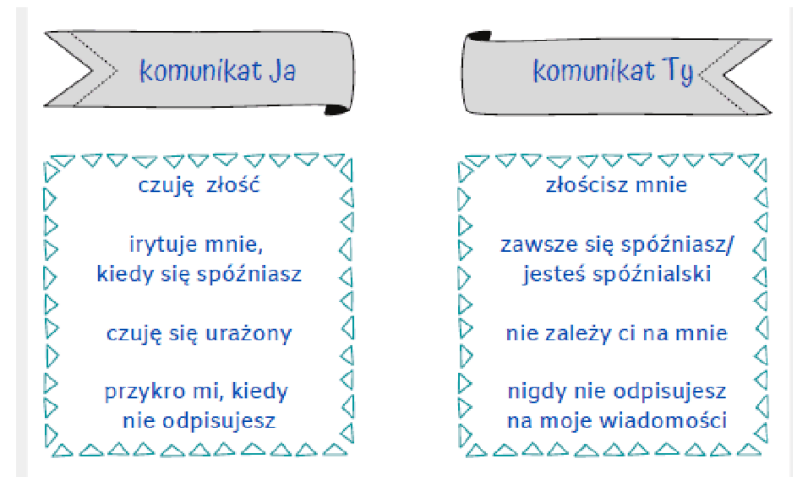 komunikat Ja
czuję złość
irytuje mnie,
kiedy się spóźniasz
czuję się urażony
przykro mi, kiedy
nie odpisujesz
komunikat Ty
złościsz mnie
zawsze się spóźniasz/
jesteś spóźnialski
nie zależy ci na mnie
nigdy nie odpisujesz
na moje wiadomości